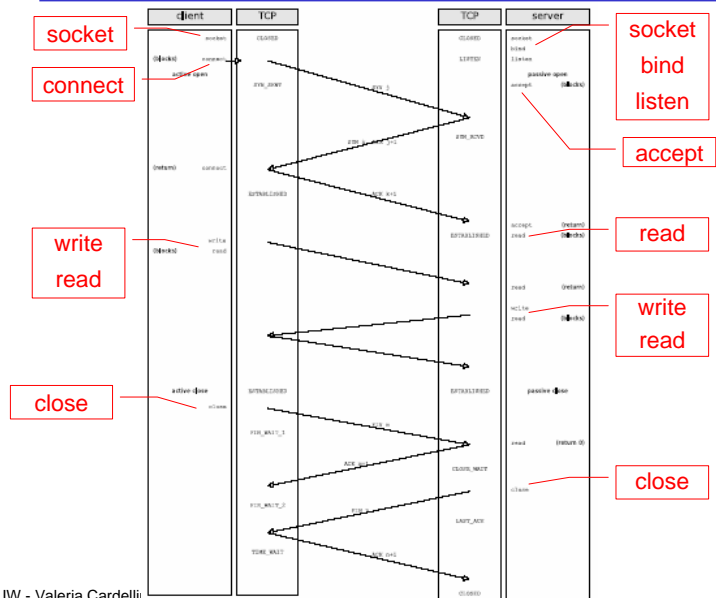 client TCP TCP server
socket
connect
socket
bind
listen
accept
write
read
read
write
read
close
close
socket CLOSED CLOSED socket
bind
(blocks) connect LISTEN listen
active open passive open
SYN_SENT SYN j accept (blocks)
SYN_RCVD
(return) connect
ESTABLISHED ACK k+1
accept (return)
ESTABLISHED read (blocks)
write
(blocks) read
read (return)
write
read (blocks)
active close ESTABLISHED ESTABLISHED passive close
close
FIN_WAIT_1
read (return 0)
CLOSE_WAIT
close
FIN_WAIT_2
LAST_ACK
TIME_WAIT
CLOSED
IW - Valeria Cardelli